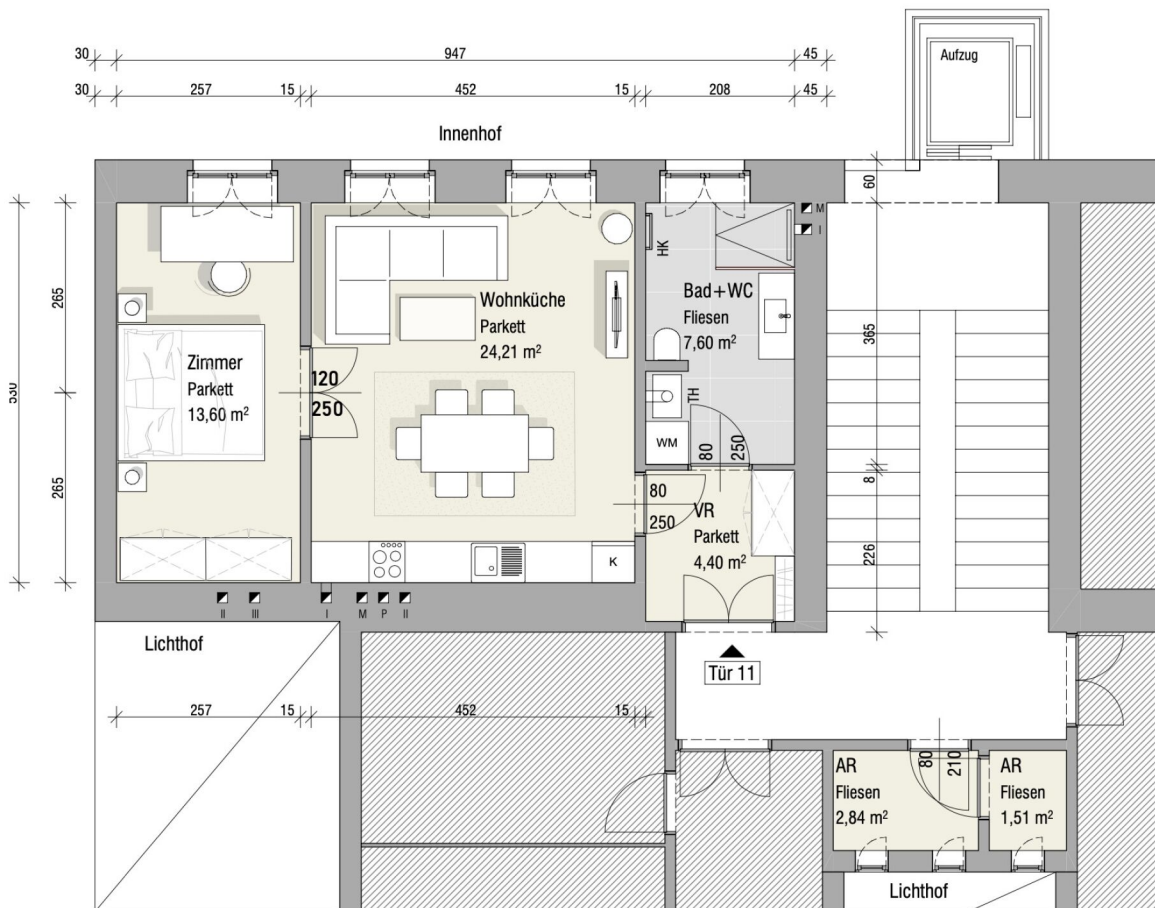 30
947
45
Aufzug
30
257
15
452
15
208
45
Innenhof
60
M
I
HK
265
Wohnküche
Parkett
24,21 m²
Bad+WC
Fliesen
7,60 m²
365
Zimmer
Parkett
13,60 m²
120
250
TH
WM
80
250
530
265
80
250
VR
Parkett
4,40 m²
8
226
K
II
III
I
M
P
II
Lichthof
Tür 11
257
15
452
15
80
210
AR
Fliesen
2,84 m²
AR
Fliesen
1,51 m²
Lichthof